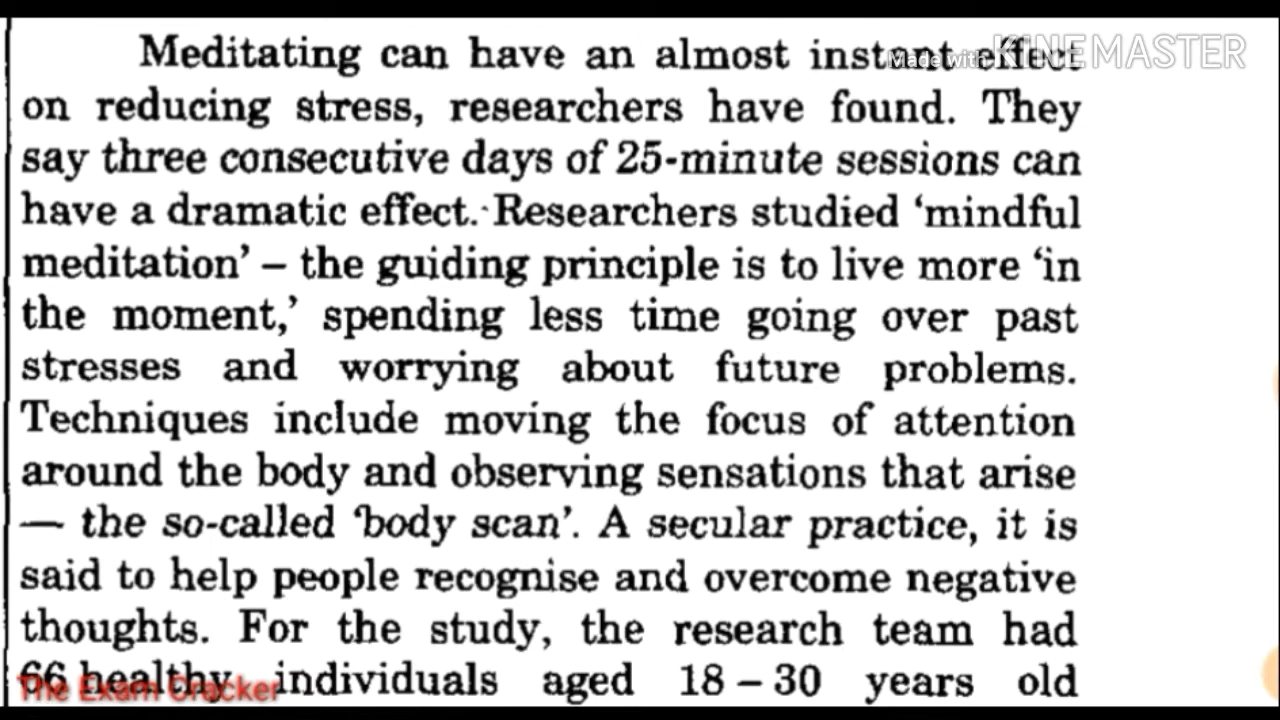 Meditating can have an almost instant effect
Made with KINEMASTER
on reducing stress, researchers have found. They
say three consecutive days of 25-minute sessions can
have a dramatic effect. Researchers studied ‘mindful
meditation’ – the guiding principle is to live more ‘in
the moment,’ spending less time going over past
stresses and worrying about future problems.
Techniques include moving the focus of attention
around the body and observing sensations that arise
— the so-called ‘body scan’. A secular practice, it is
said to help people recognise and overcome negative
thoughts. For the study, the research team had
66 healthy individuals aged 18 – 30 years old
The Exam Cracker